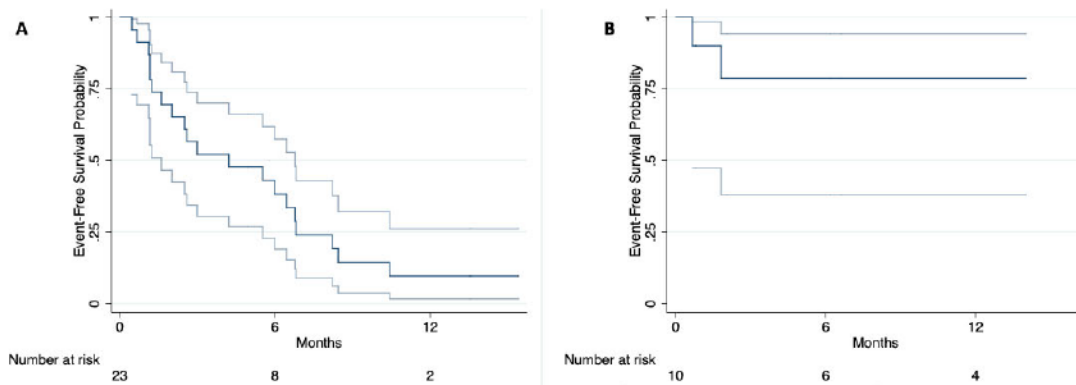 A
Event-Free Survival Probability
1
.75
.5
.25
0
0 6 12
Months
Number at risk
23 8 2
B
Event-Free Survival Probability
1
.75
.5
.25
0
0 6 12
Months
Number at risk
10 6 4